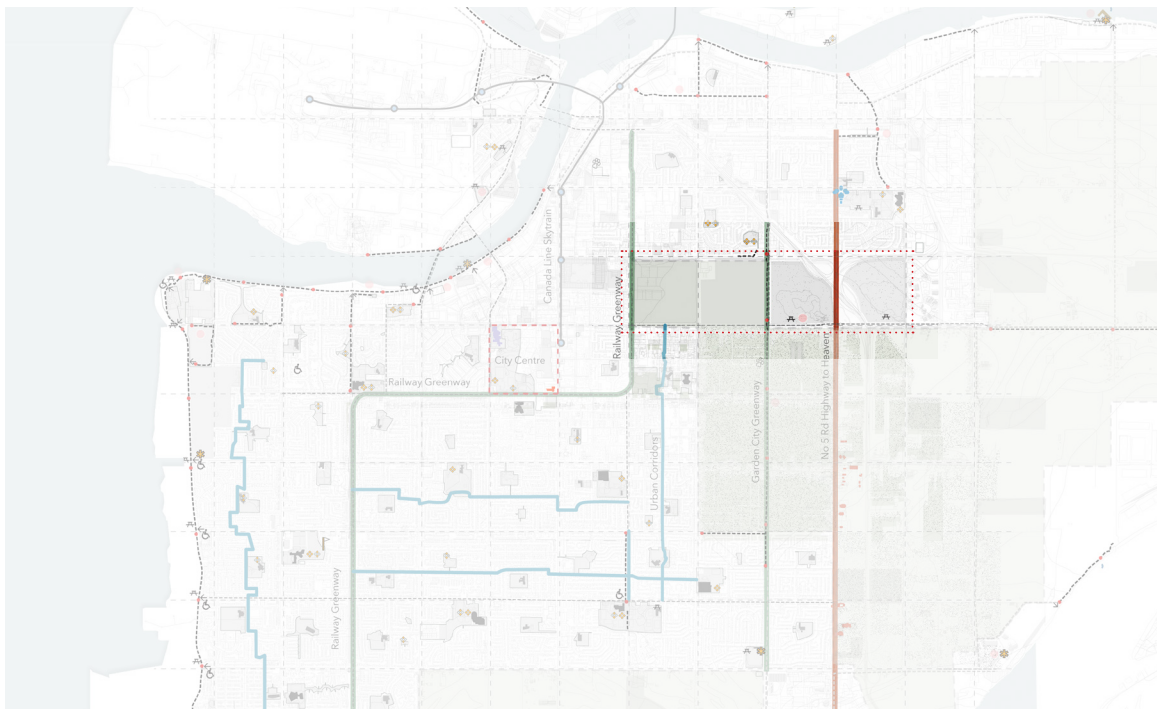 Canada Line Skytrain
Railway Greenway
City Centre
Railway Greenway
No 5 Rd Highway to Heaven
Urban Corridors
Garden City Greenway
Railway Greenway